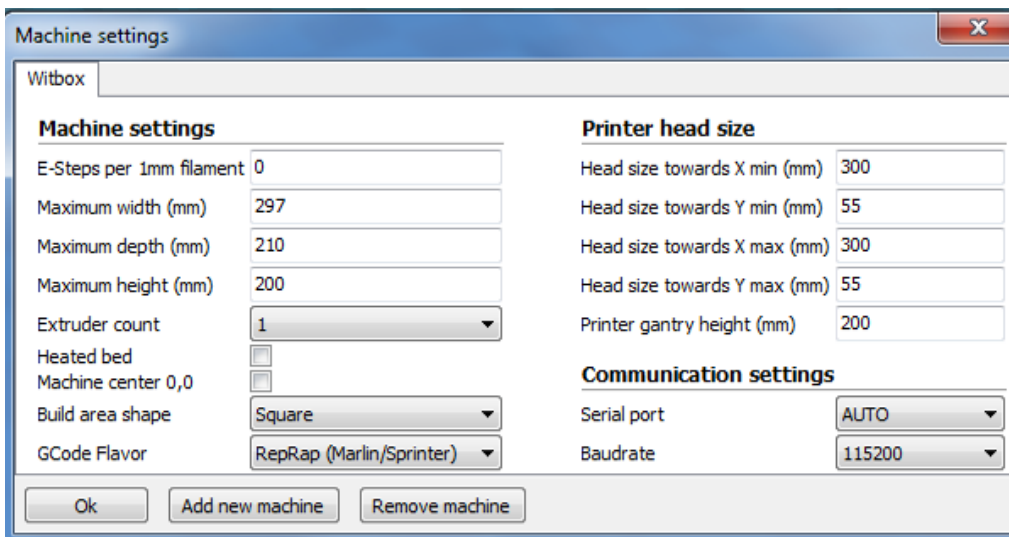 Machine settings
Witbox
Machine settings
E-Steps per 1mm filament 0
Maximum width (mm) 297
Maximum depth (mm) 210
Maximum height (mm) 200
Extruder count 1
Heated bed
Machine center 0,0
Build area shape Square
GCode Flavor RepRap (Marlin/Sprinter)
Printer head size
Head size towards X min (mm) 300
Head size towards Y min (mm) 55
Head size towards X max (mm) 300
Head size towards Y max (mm) 55
Printer gantry height (mm) 200
Communication settings
Serial port AUTO
Baudrate 115200
Ok Add new machine Remove machine